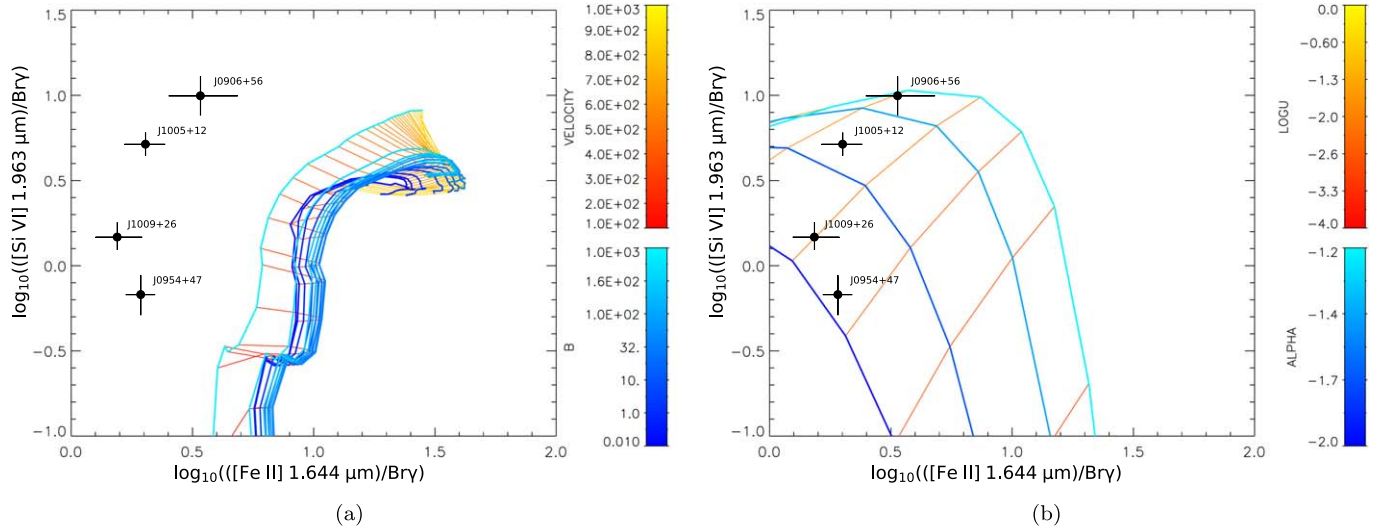 1.5
1.0
0.5
0.0
−0.5
−1.0
log10(([Si VI] 1.963 μm)/Brγ)
0.0 0.5 1.0 1.5 2.0
log10(([Fe II] 1.644 μm)/Brγ)
J0906+56
J1005+12
J1009+26
J0954+47
1.0E+03
9.0E+02
8.0E+02
7.0E+02
6.0E+02
5.0E+02
4.0E+02
3.0E+02
2.0E+02
1.0E+02
VELOCITY
1.0E+03
1.6E+02
1.0E+02
32.
10.
1.0
0.010
B
(a)
1.5
1.0
0.5
0.0
−0.5
−1.0
log10(([Si VI] 1.963 μm)/Brγ)
0.0 0.5 1.0 1.5 2.0
log10(([Fe II] 1.644 μm)/Brγ)
J0906+56
J1005+12
J1009+26
J0954+47
0.0
−0.60
−1.3
−2.0
−2.6
−3.3
−4.0
LOGU
−1.2
−1.4
−1.7
−2.0
ALPHA
(b)